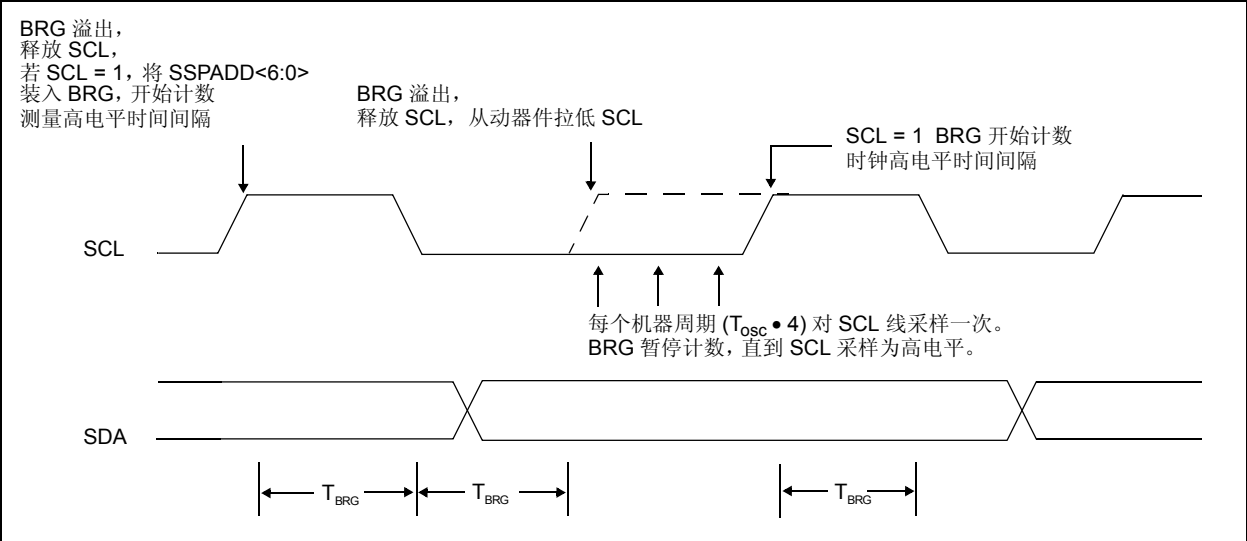 BRG 溢出，
释放 SCL，
若 SCL = 1，将 SSPADD<6:0>
装入 BRG，开始计数
测量高电平时间间隔
BRG 溢出，
释放 SCL，从动器件拉低 SCL
SCL = 1 BRG 开始计数
时钟高电平时间间隔
SCL
每个机器周期 (Tosc • 4) 对 SCL 线采样一次。
BRG 暂停计数，直到 SCL 采样为高电平。
SDA
TBRG TBRG TBRG